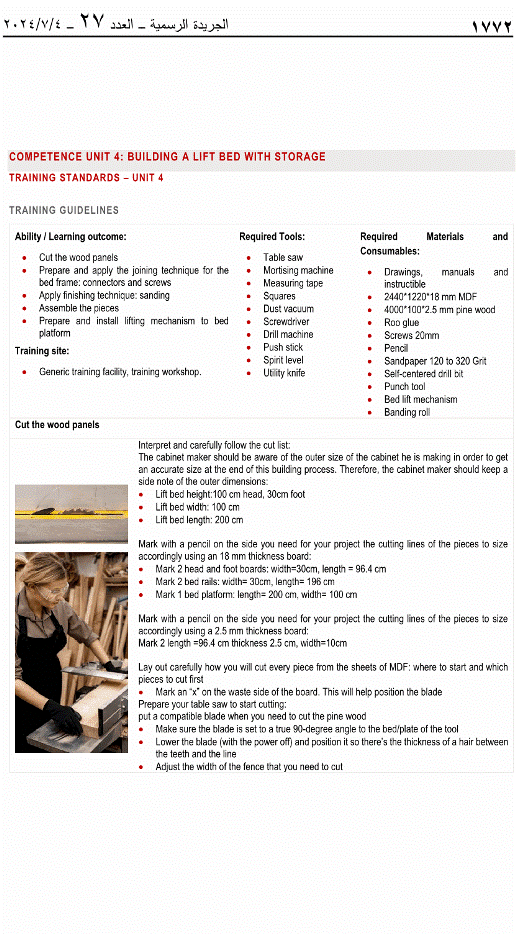 ١٧٧٢
الجريدة الرسمية – العدد ٢٧ – ٢٠٢٤/٧/٤
COMPETENCE UNIT 4: BUILDING A LIFT BED WITH STORAGE
TRAINING STANDARDS – UNIT 4
TRAINING GUIDELINES
Ability / Learning outcome:
• Cut the wood panels
• Prepare and apply the joining technique for the
bed frame: connectors and screws
• Apply finishing technique: sanding
• Assemble the pieces
• Prepare and install lifting mechanism to bed
platform
Training site:
• Generic training facility, training workshop.
Required Tools:
• Table saw
• Mortising machine
• Measuring tape
• Squares
• Dust vacuum
• Screwdriver
• Drill machine
• Push stick
• Spirit level
• Utility knife
Required Materials and
Consumables:
• Drawings, manuals and
instructible
• 2440*1220*18 mm MDF
• 4000*100*2.5 mm pine wood
• Roo glue
• Screws 20mm
• Pencil
• Sandpaper 120 to 320 Grit
• Self-centered drill bit
• Punch tool
• Bed lift mechanism
• Banding roll
Cut the wood panels
Interpret and carefully follow the cut list:
The cabinet maker should be aware of the outer size of the cabinet he is making in order to get
an accurate size at the end of this building process. Therefore, the cabinet maker should keep a
side note of the outer dimensions:
• Lift bed height:100 cm head, 30cm foot
• Lift bed width: 100 cm
• Lift bed length: 200 cm
Mark with a pencil on the side you need for your project the cutting lines of the pieces to size
accordingly using an 18 mm thickness board:
• Mark 2 head and foot boards: width=30cm, length = 96.4 cm
• Mark 2 bed rails: width= 30cm, length= 196 cm
• Mark 1 bed platform: length= 200 cm, width= 100 cm
Mark with a pencil on the side you need for your project the cutting lines of the pieces to size
accordingly using a 2.5 mm thickness board:
Mark 2 length =96.4 cm thickness 2.5 cm, width=10cm
Lay out carefully how you will cut every piece from the sheets of MDF: where to start and which
pieces to cut first
• Mark an “x” on the waste side of the board. This will help position the blade
Prepare your table saw to start cutting:
put a compatible blade when you need to cut the pine wood
• Make sure the blade is set to a true 90-degree angle to the bed/plate of the tool
• Lower the blade (with the power off) and position it so there's the thickness of a hair between
the teeth and the line
• Adjust the width of the fence that you need to cut